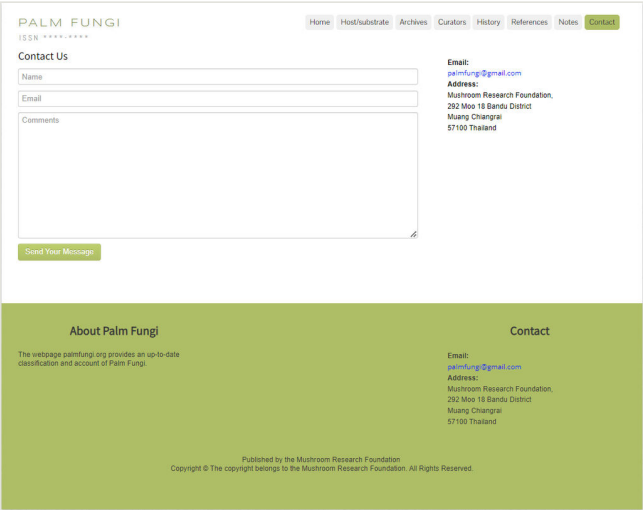 PALM FUNGI
ISSN ****-****
Home Host/substrate Archives Curators History References Notes Contact
Contact Us
Name
Email
Comments
Send Your Message
Email:
palmfungi@gmail.com
Address:
Mushroom Research Foundation,
292 Moo 18 Bandu District
Muang Chiangrai
57100 Thailand
About Palm Fungi
The webpage palmfungi.org provides an up-to-date
classification and account of Palm Fungi.
Contact
Email:
palmfungi@gmail.com
Address:
Mushroom Research Foundation,
292 Moo 18 Bandu District
Muang Chiangrai
57100 Thailand
Published by the Mushroom Research Foundation
Copyright © The copyright belongs to the Mushroom Research Foundation. All Rights Reserved.